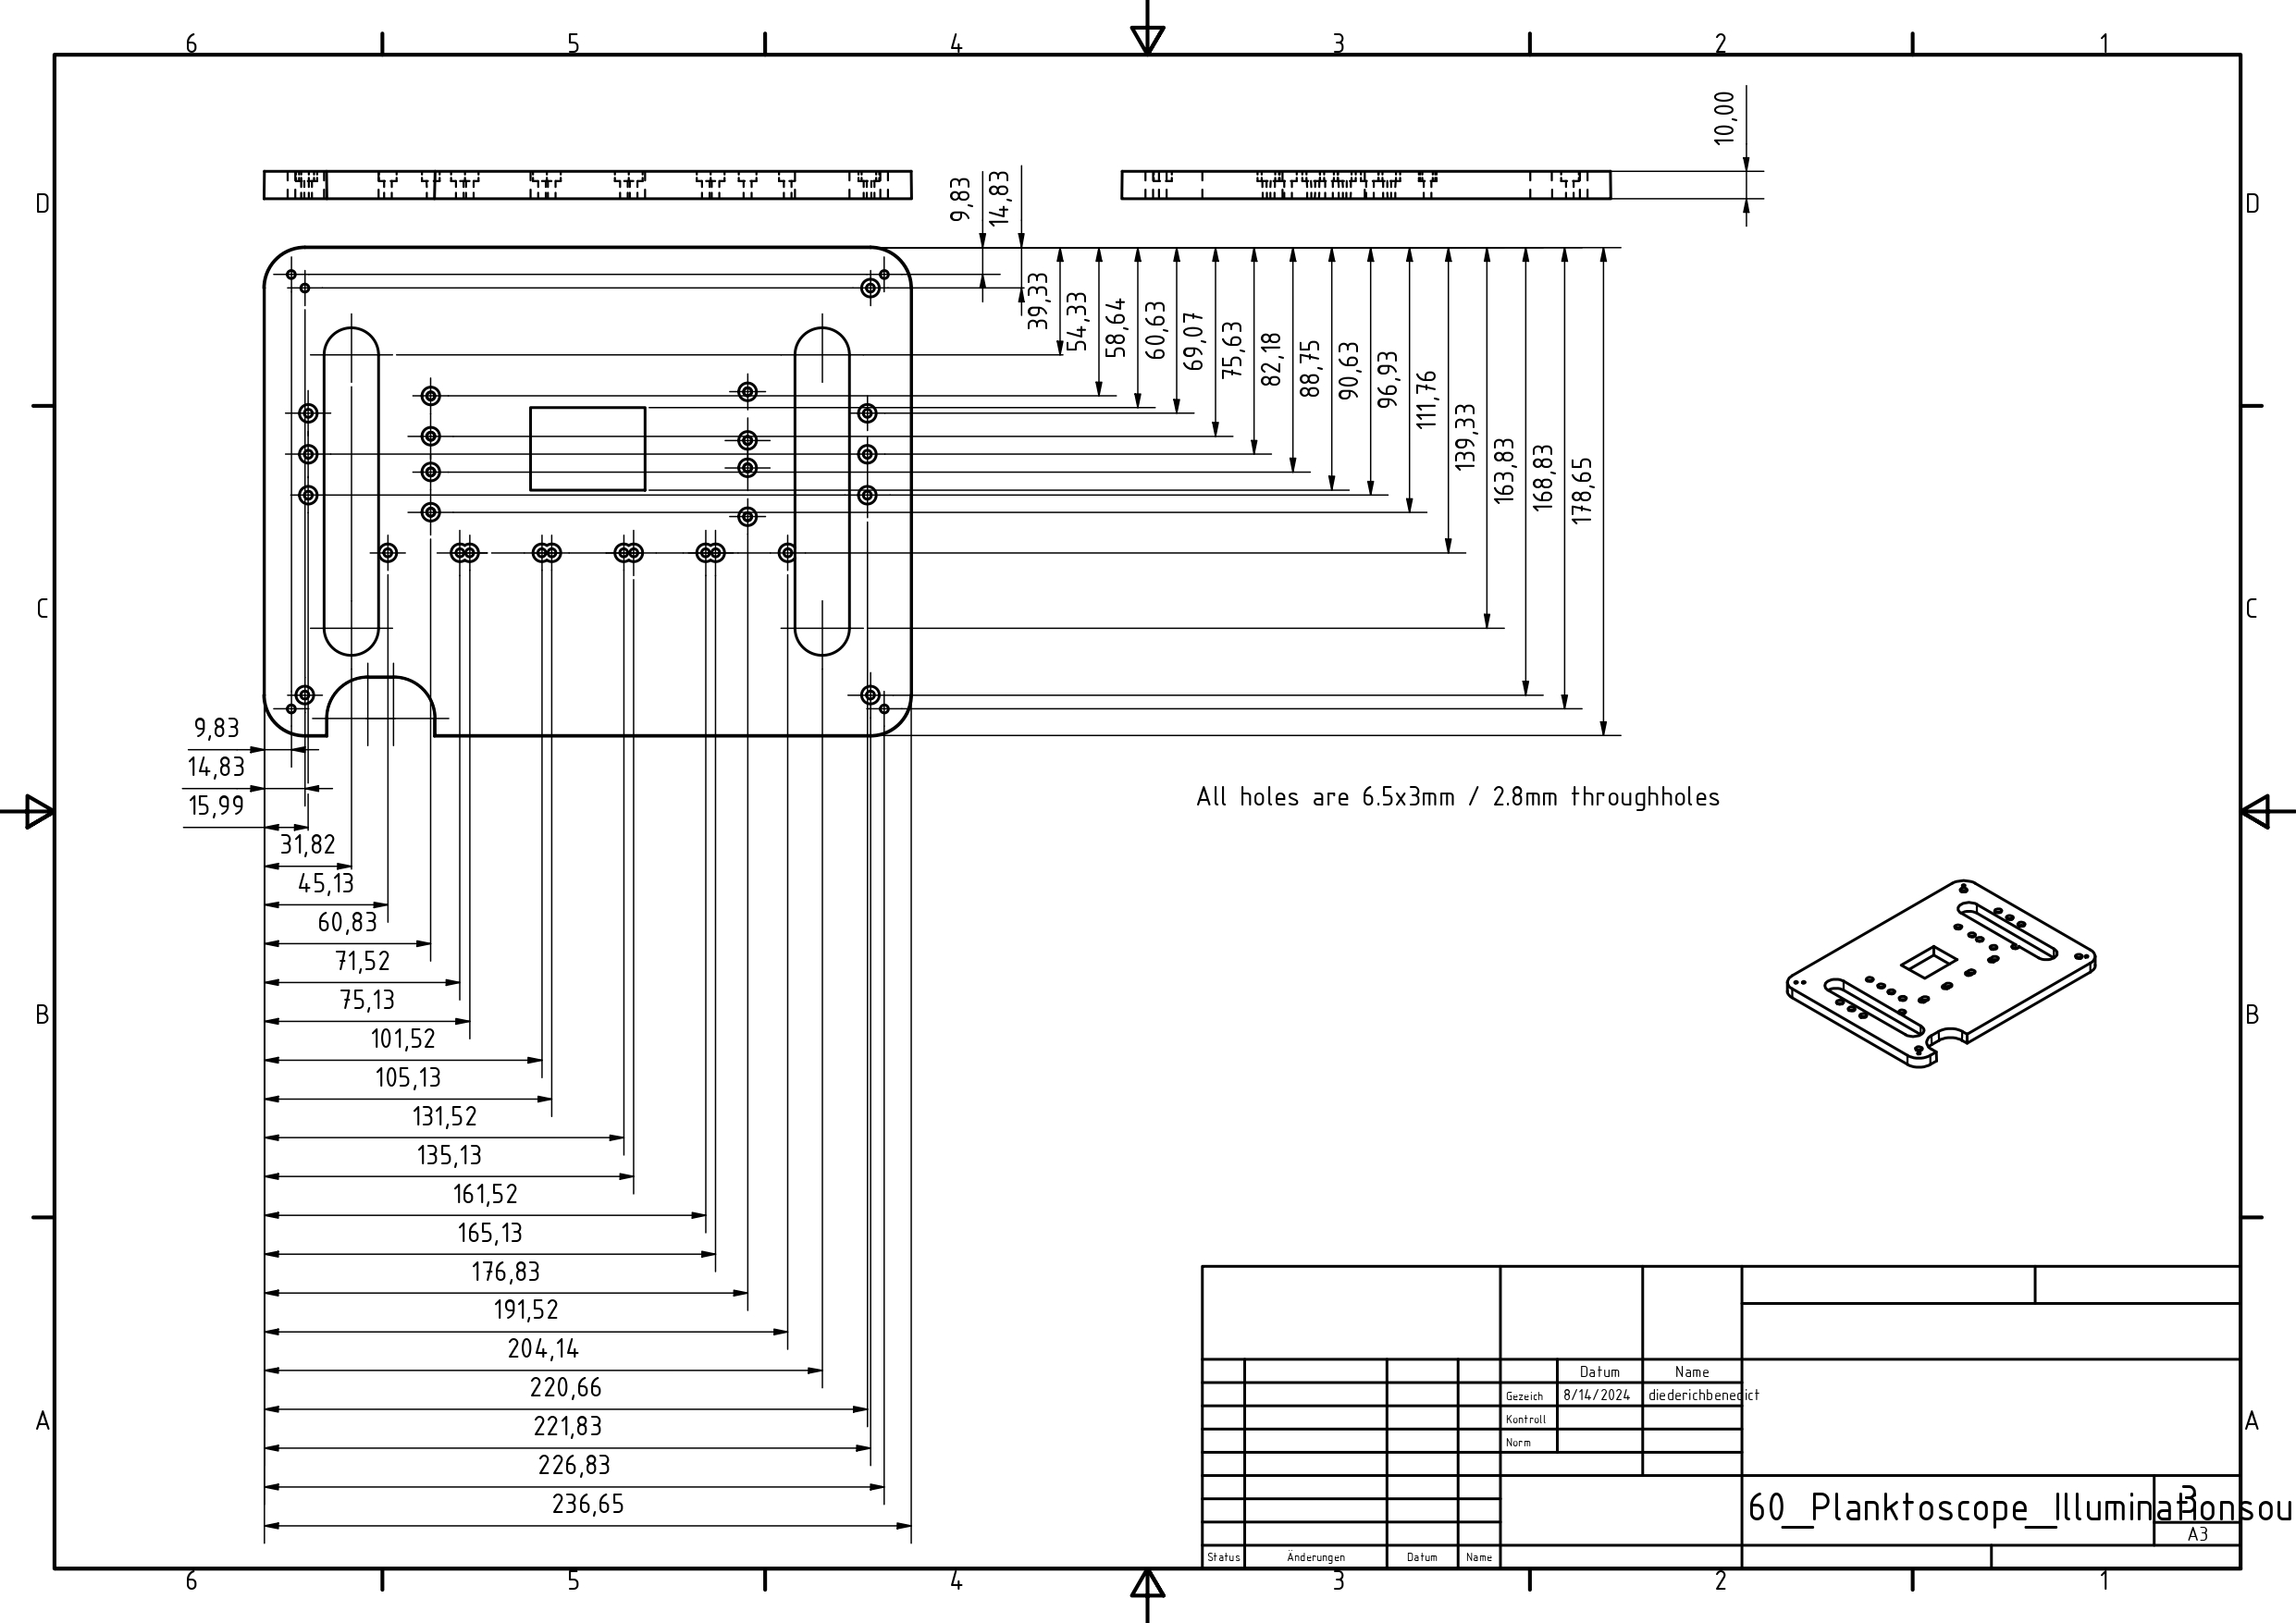 6 5 4 3 2 1
10,00
9,83
14,83
D D
39,33
54,33
58,64
60,63
69,07
75,63
82,18
88,75
90,63
96,93
111,76
139,33
163,83
168,83
178,65
C C
9,83
14,83
15,99
All holes are 6.5x3mm / 2.8mm throughholes
31,82
45,13
60,83
71,52
75,13
B B
101,52
105,13
131,52
135,13
161,52
165,13
176,83
191,52
204,14
220,66
221,83
226,83
236,65
A A
Datum Name
Gezeich 8/14/2024 diederichbenedict
Kontroll
Norm
60_Planktoscope_Illuminationsou
3
A3
Status Änderungen Datum Name
6 5 4 3 2 1